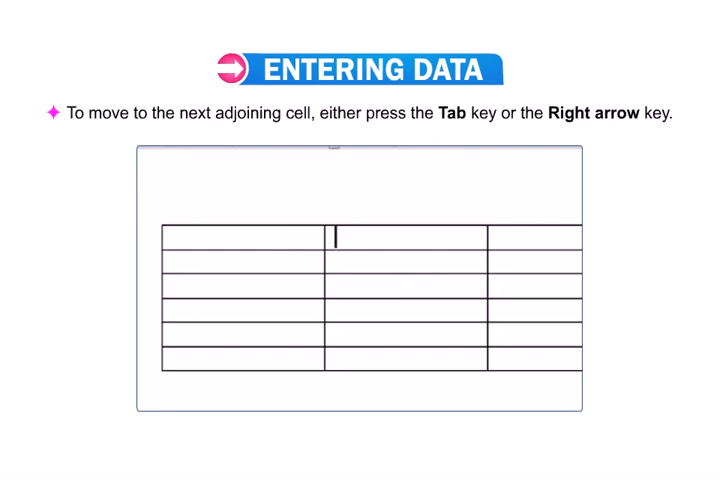 ENTERING DATA
To move to the next adjoining cell, either press the Tab key or the Right arrow key.